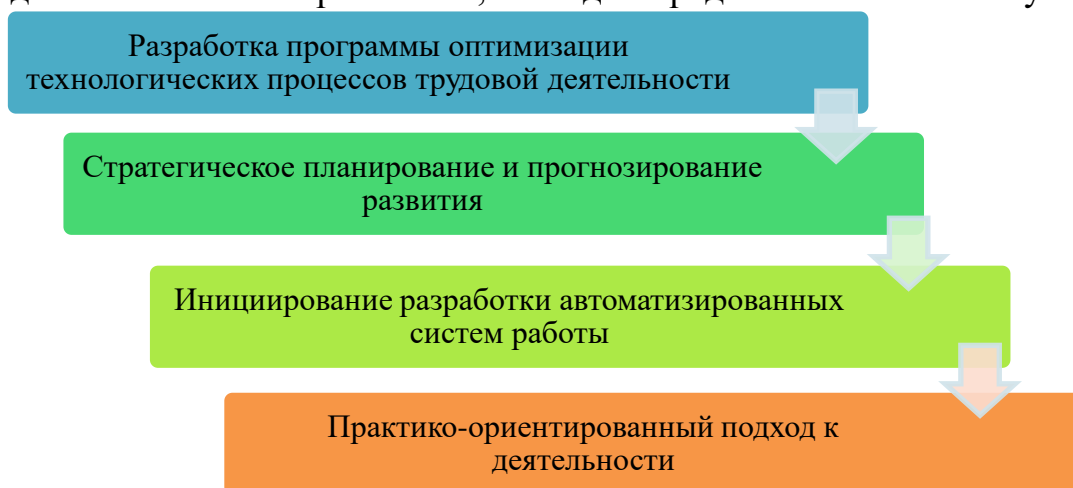 Разработка программы оптимизации
технологических процессов трудовой деятельности
Стратегическое планирование и прогнозирование
развития
Инициирование разработки автоматизированных
систем работы
Практико-ориентированный подход к
деятельности